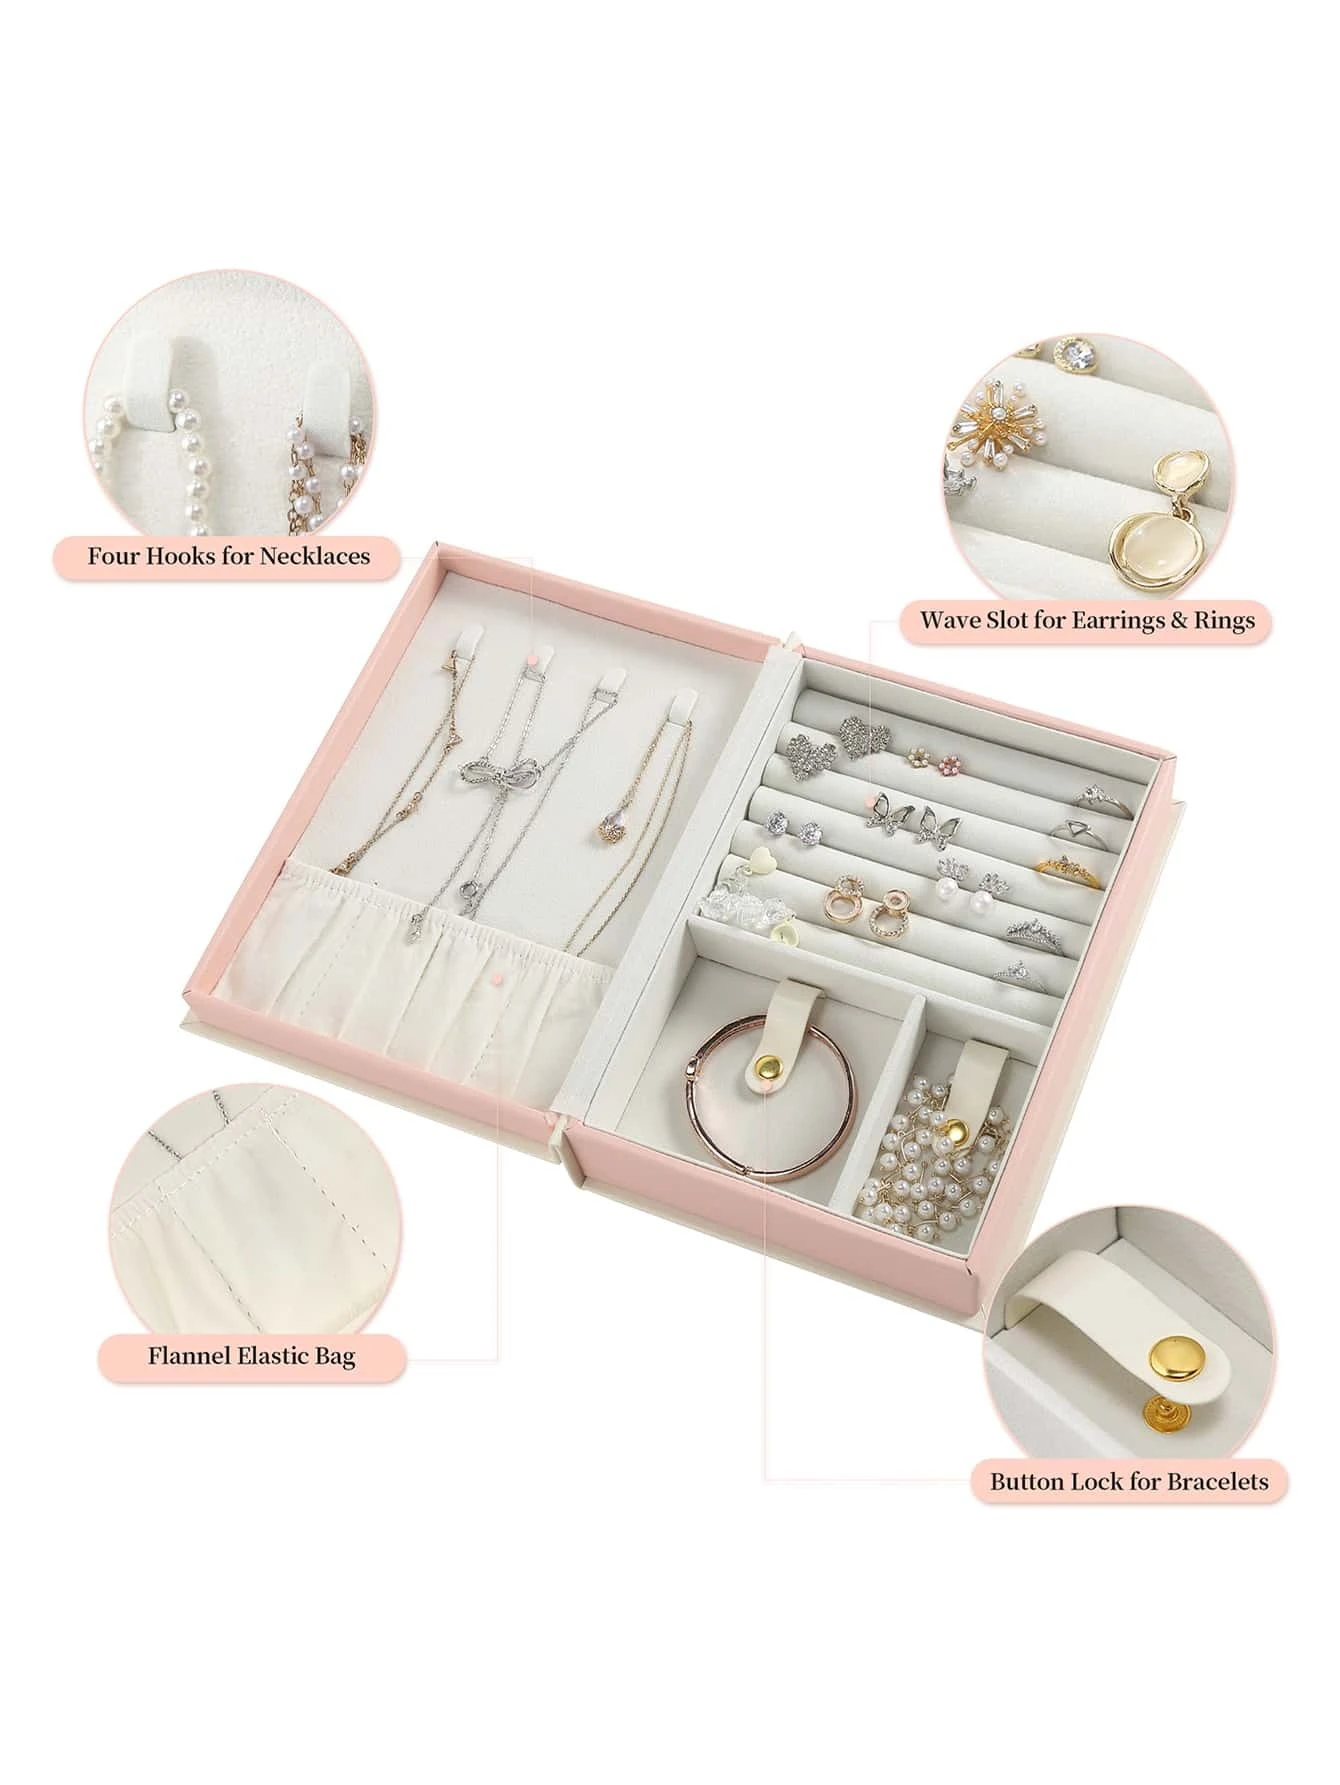 Four Hooks for Necklaces
Wave Slot for Earrings & Rings
Flannel Elastic Bag
Button Lock for Bracelets